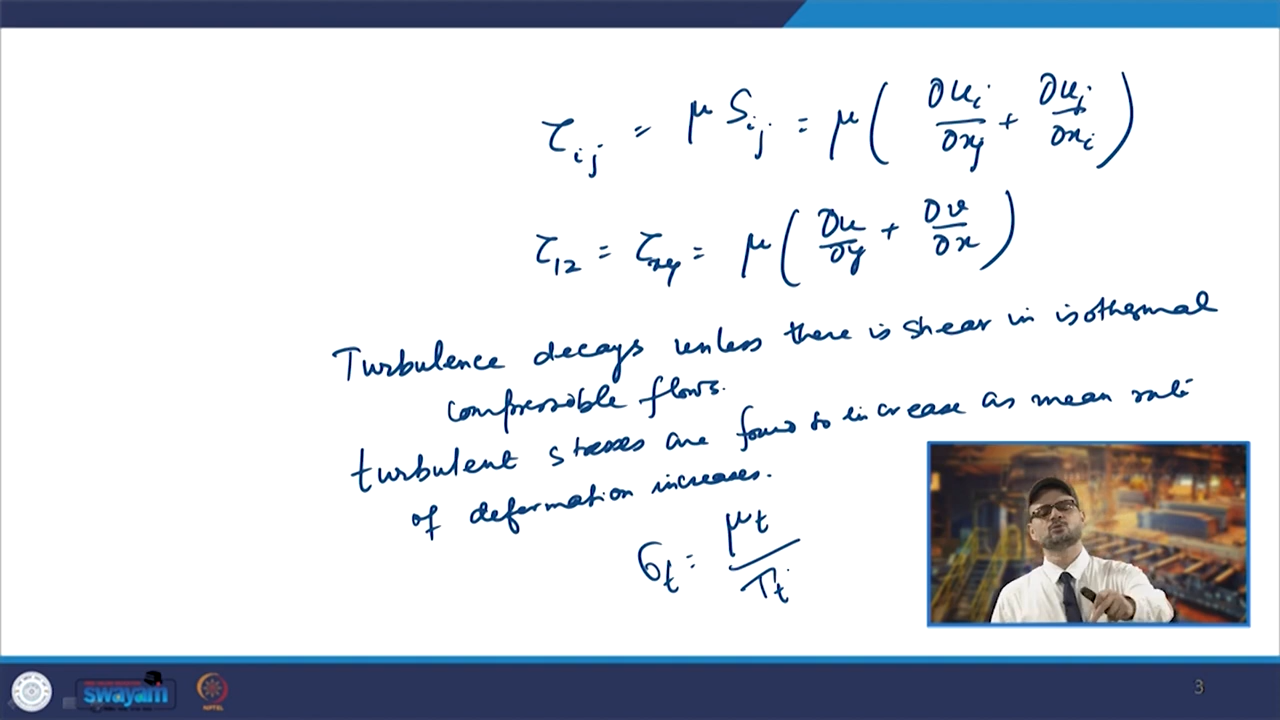 τij = μ Sij = μ ( ∂ui/∂xj + ∂uj/∂xi )
τ12 = τxy = μ ( ∂u/∂y + ∂v/∂x )
Turbulence decays unless there is shear in isothermal
compressible flows.
turbulent stresses are found to increase as mean rate
of deformation increases.
σt = μt / Γt
swayam
NPTEL
3